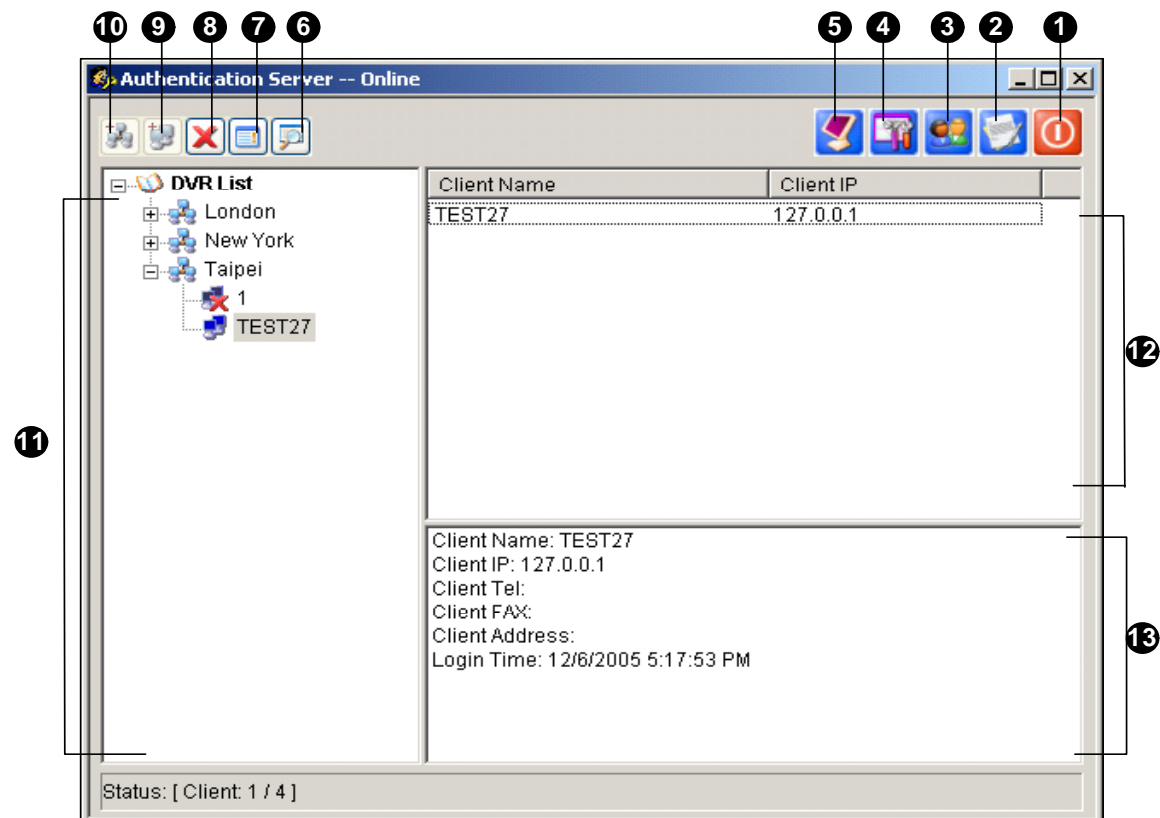 10 9 8 7 6 5 4 3 2 1
Authentication Server -- Online
DVR List
London
New York
Taipei
1
TEST27
Client Name Client IP
TEST27 127.0.0.1
12
11
Client Name: TEST27
Client IP: 127.0.0.1
Client Tel:
Client FAX:
Client Address:
Login Time: 12/6/2005 5:17:53 PM
13
Status: [ Client: 1 / 4 ]